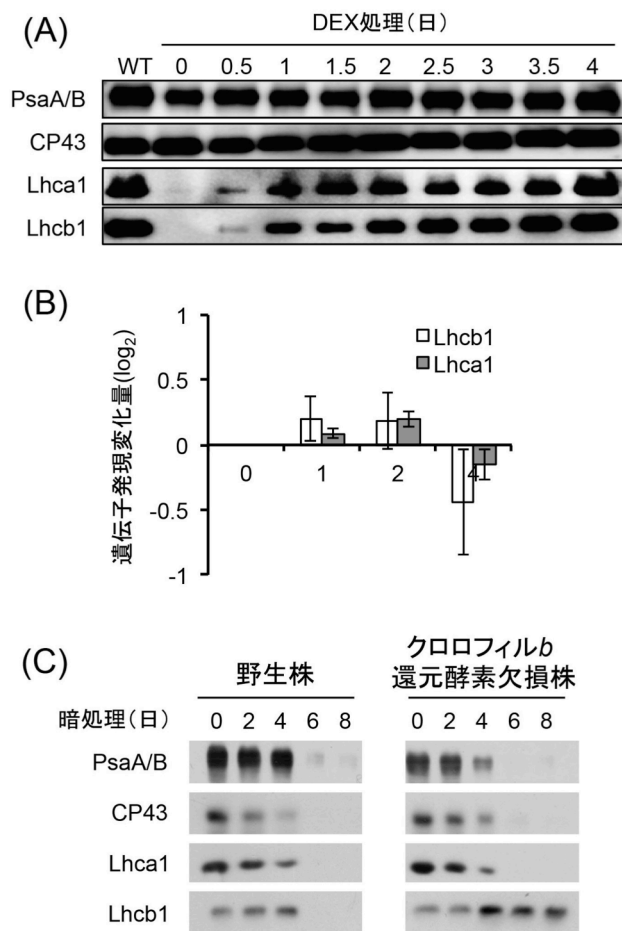 (A)
DEX処理(日)
WT 0 0.5 1 1.5 2 2.5 3 3.5 4
PsaA/B
CP43
Lhca1
Lhcb1
(B)
遺伝子発現変化量(log2)
1
0.5
0
-0.5
-1
Lhcb1
Lhca1
0 1 2 4
(C)
野生株
クロロフィルb
還元酵素欠損株
暗処理(日) 0 2 4 6 8 0 2 4 6 8
PsaA/B
CP43
Lhca1
Lhcb1